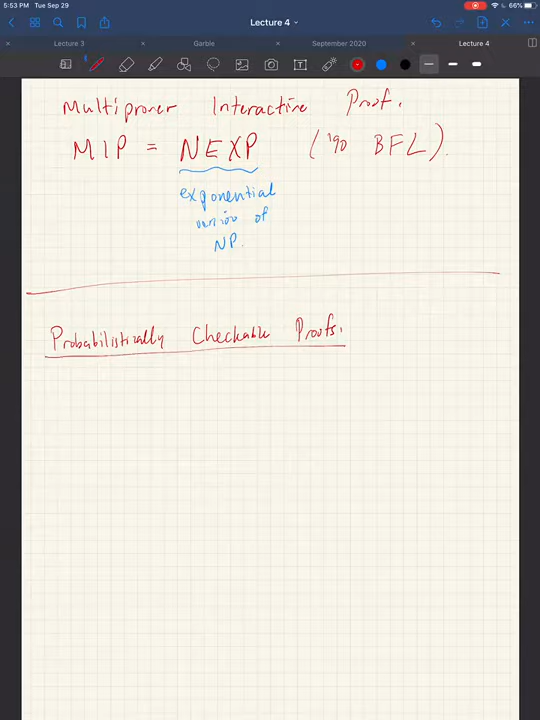 5:53 PM Tue Sep 29
66%
Lecture 4
Lecture 3
Garble
September 2020
Lecture 4
Multiprover Interactive Proof.
MIP = NEXP ('90 BFL).
exponential
version of
NP.
Probabilistically Checkable Proofs.